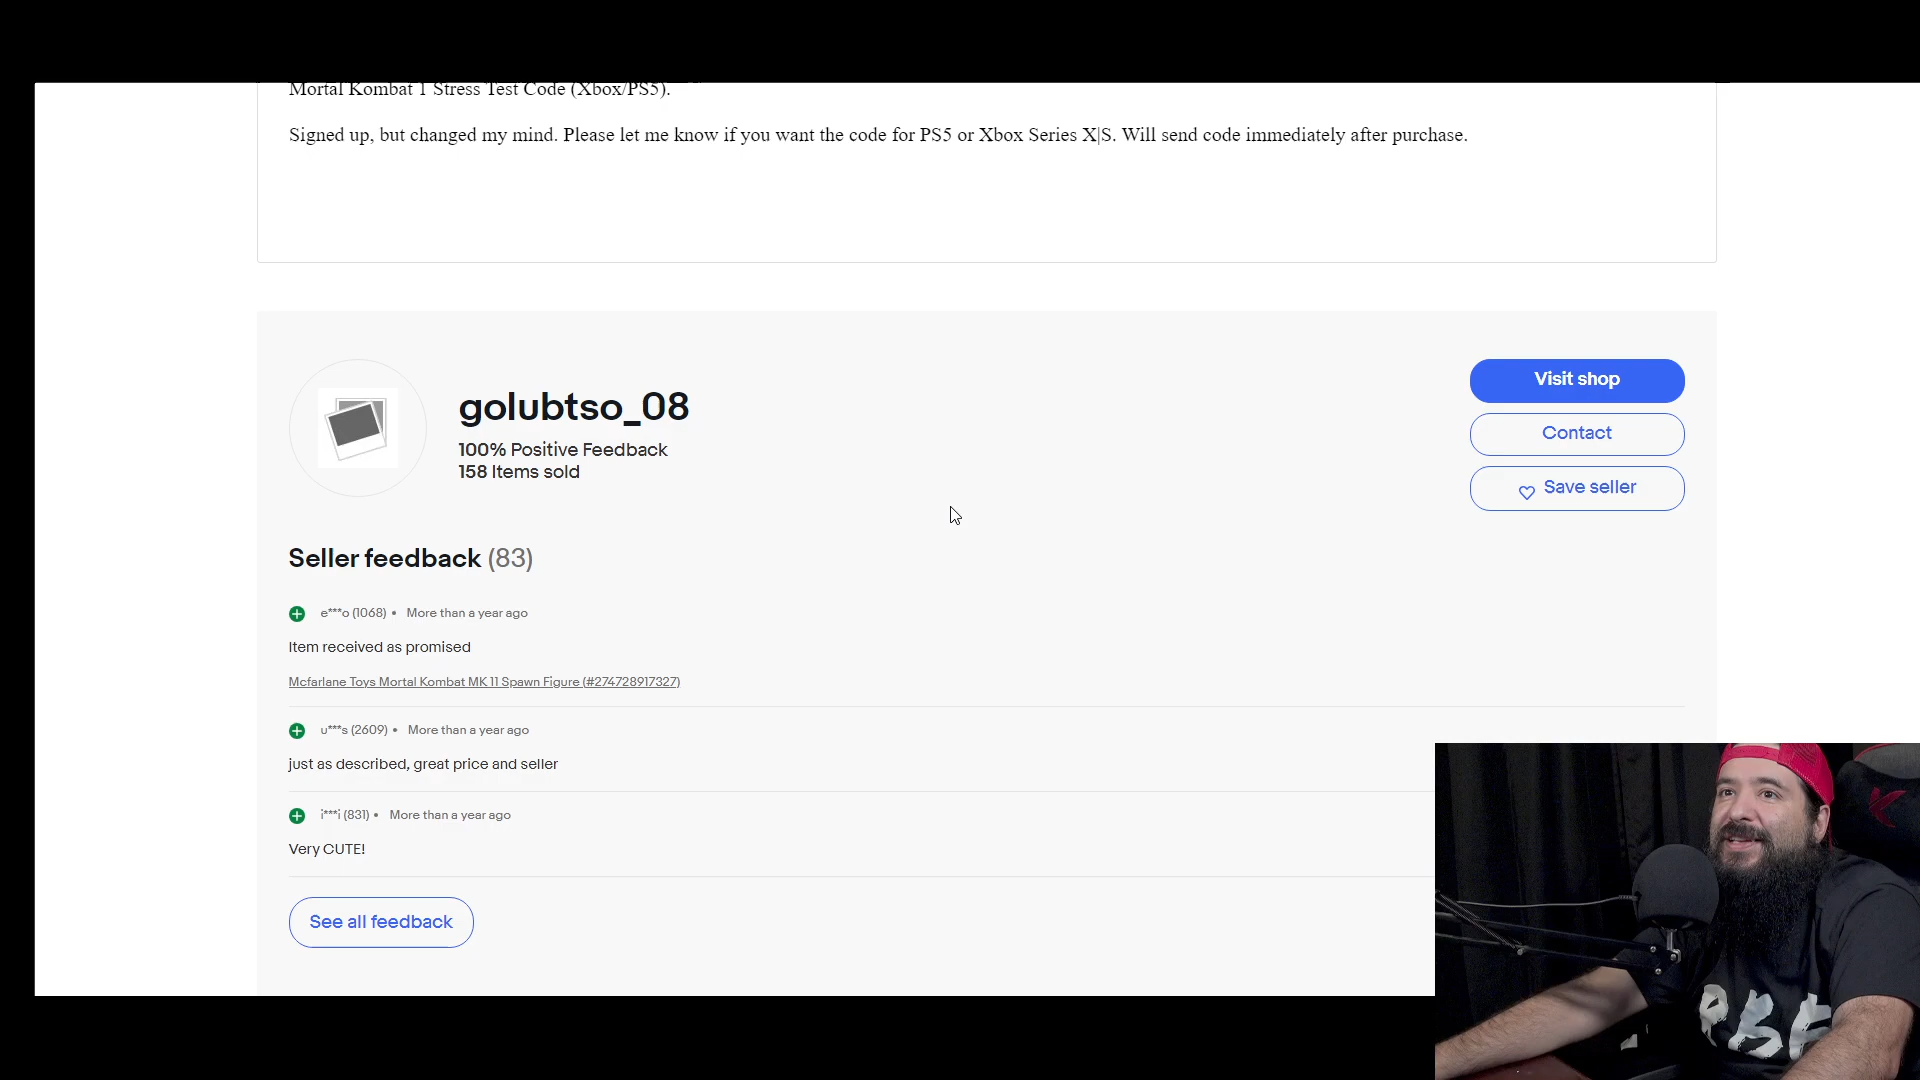 Mortal Kombat 1 Stress Test Code (Xbox/PS5).
Signed up, but changed my mind. Please let me know if you want the code for PS5 or Xbox Series X|S. Will send code immediately after purchase.
golubtso_08
100% Positive Feedback
158 Items sold
Visit shop
Contact
Save seller
Seller feedback (83)
e***o (1068) • More than a year ago
Item received as promised
Mcfarlane Toys Mortal Kombat MK 11 Spawn Figure (#274728917327)
u***s (2609) • More than a year ago
just as described, great price and seller
i***i (831) • More than a year ago
Very CUTE!
See all feedback